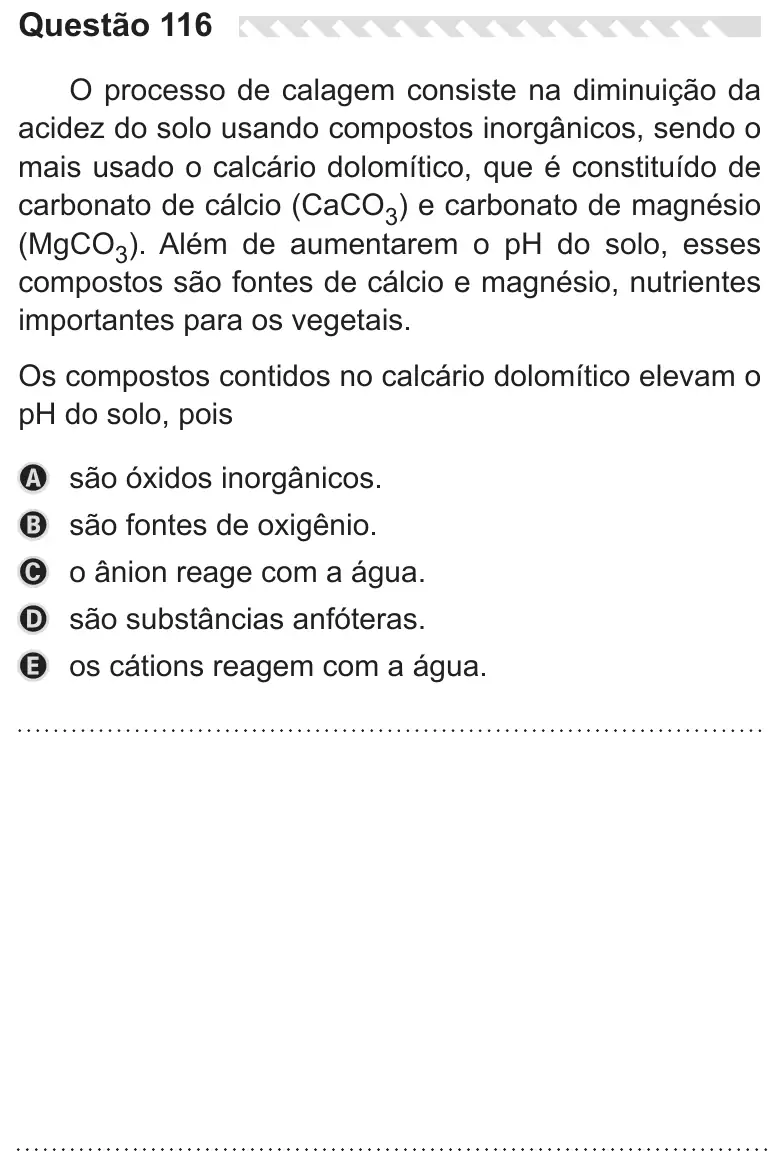 Questão 116
O processo de calagem consiste na diminuição da
acidez do solo usando compostos inorgânicos, sendo o
mais usado o calcário dolomítico, que é constituído de
carbonato de cálcio (CaCO₃) e carbonato de magnésio
(MgCO₃). Além de aumentarem o pH do solo, esses
compostos são fontes de cálcio e magnésio, nutrientes
importantes para os vegetais.
Os compostos contidos no calcário dolomítico elevam o
pH do solo, pois
A são óxidos inorgânicos.
B são fontes de oxigênio.
C o ânion reage com a água.
D são substâncias anfóteras.
E os cátions reagem com a água.